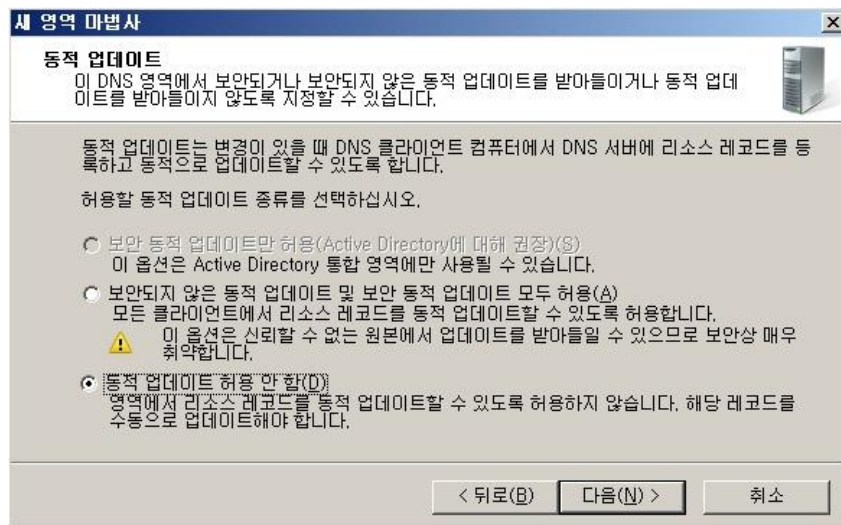 새 영역 마법사
동적 업데이트
이 DNS 영역에서 보안되거나 보안되지 않은 동적 업데이트를 받아들이거나 동적 업데
이트를 받아들이지 않도록 지정할 수 있습니다.
동적 업데이트는 변경이 있을 때 DNS 클라이언트 컴퓨터에서 DNS 서버에 리소스 레코드를 등
록하고 동적으로 업데이트할 수 있도록 합니다.
허용할 동적 업데이트 종류를 선택하십시오.
보안 동적 업데이트만 허용(Active Directory에 대해 권장)(S)
이 옵션은 Active Directory 통합 영역에만 사용될 수 있습니다.
보안되지 않은 동적 업데이트 및 보안 동적 업데이트 모두 허용(A)
모든 클라이언트에서 리소스 레코드를 동적 업데이트할 수 있도록 허용합니다.
이 옵션은 신뢰할 수 없는 원본에서 업데이트를 받아들일 수 있으므로 보안상 매우
취약합니다.
동적 업데이트 허용 안 함(D)
영역에서 리소스 레코드를 동적 업데이트할 수 있도록 허용하지 않습니다. 해당 레코드를
수동으로 업데이트해야 합니다.
< 뒤로(B) 다음(N) > 취소